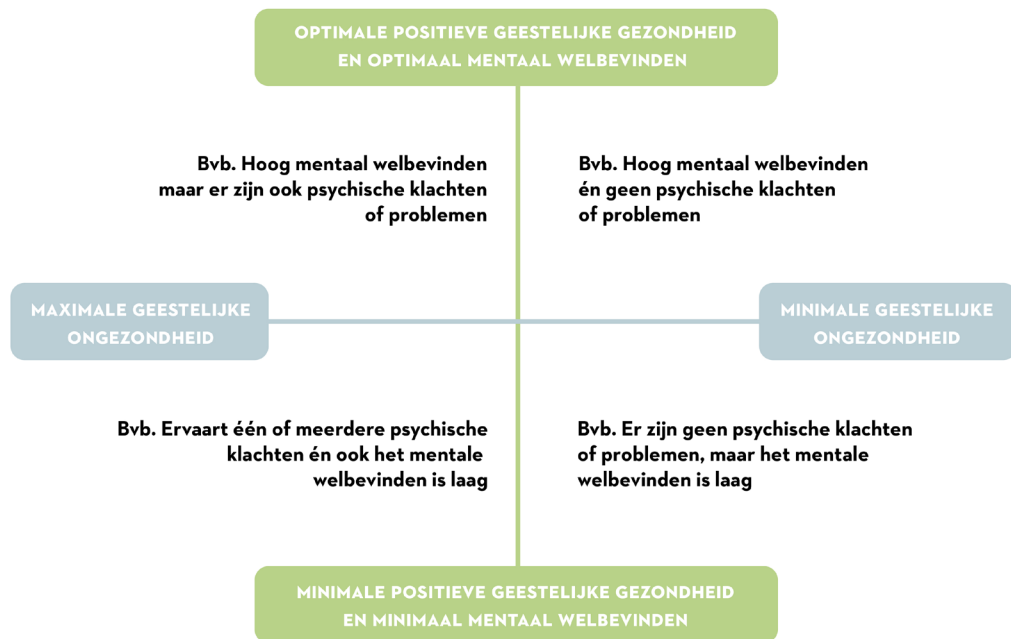 OPTIMALE POSITIEVE GEESTELIJKE GEZONDHEID
EN OPTIMAAL MENTAAL WELBEVINDEN
Bvb. Hoog mentaal welbevinden
maar er zijn ook psychische klachten
of problemen
Bvb. Hoog mentaal welbevinden
én geen psychische klachten
of problemen
MAXIMALE GEESTELIJKE
ONGEZONDHEID
MINIMALE GEESTELIJKE
ONGEZONDHEID
Bvb. Ervaart één of meerdere psychische
klachten én ook het mentale
welbevinden is laag
Bvb. Er zijn geen psychische klachten
of problemen, maar het mentale
welbevinden is laag
MINIMALE POSITIEVE GEESTELIJKE GEZONDHEID
EN MINIMAAL MENTAAL WELBEVINDEN